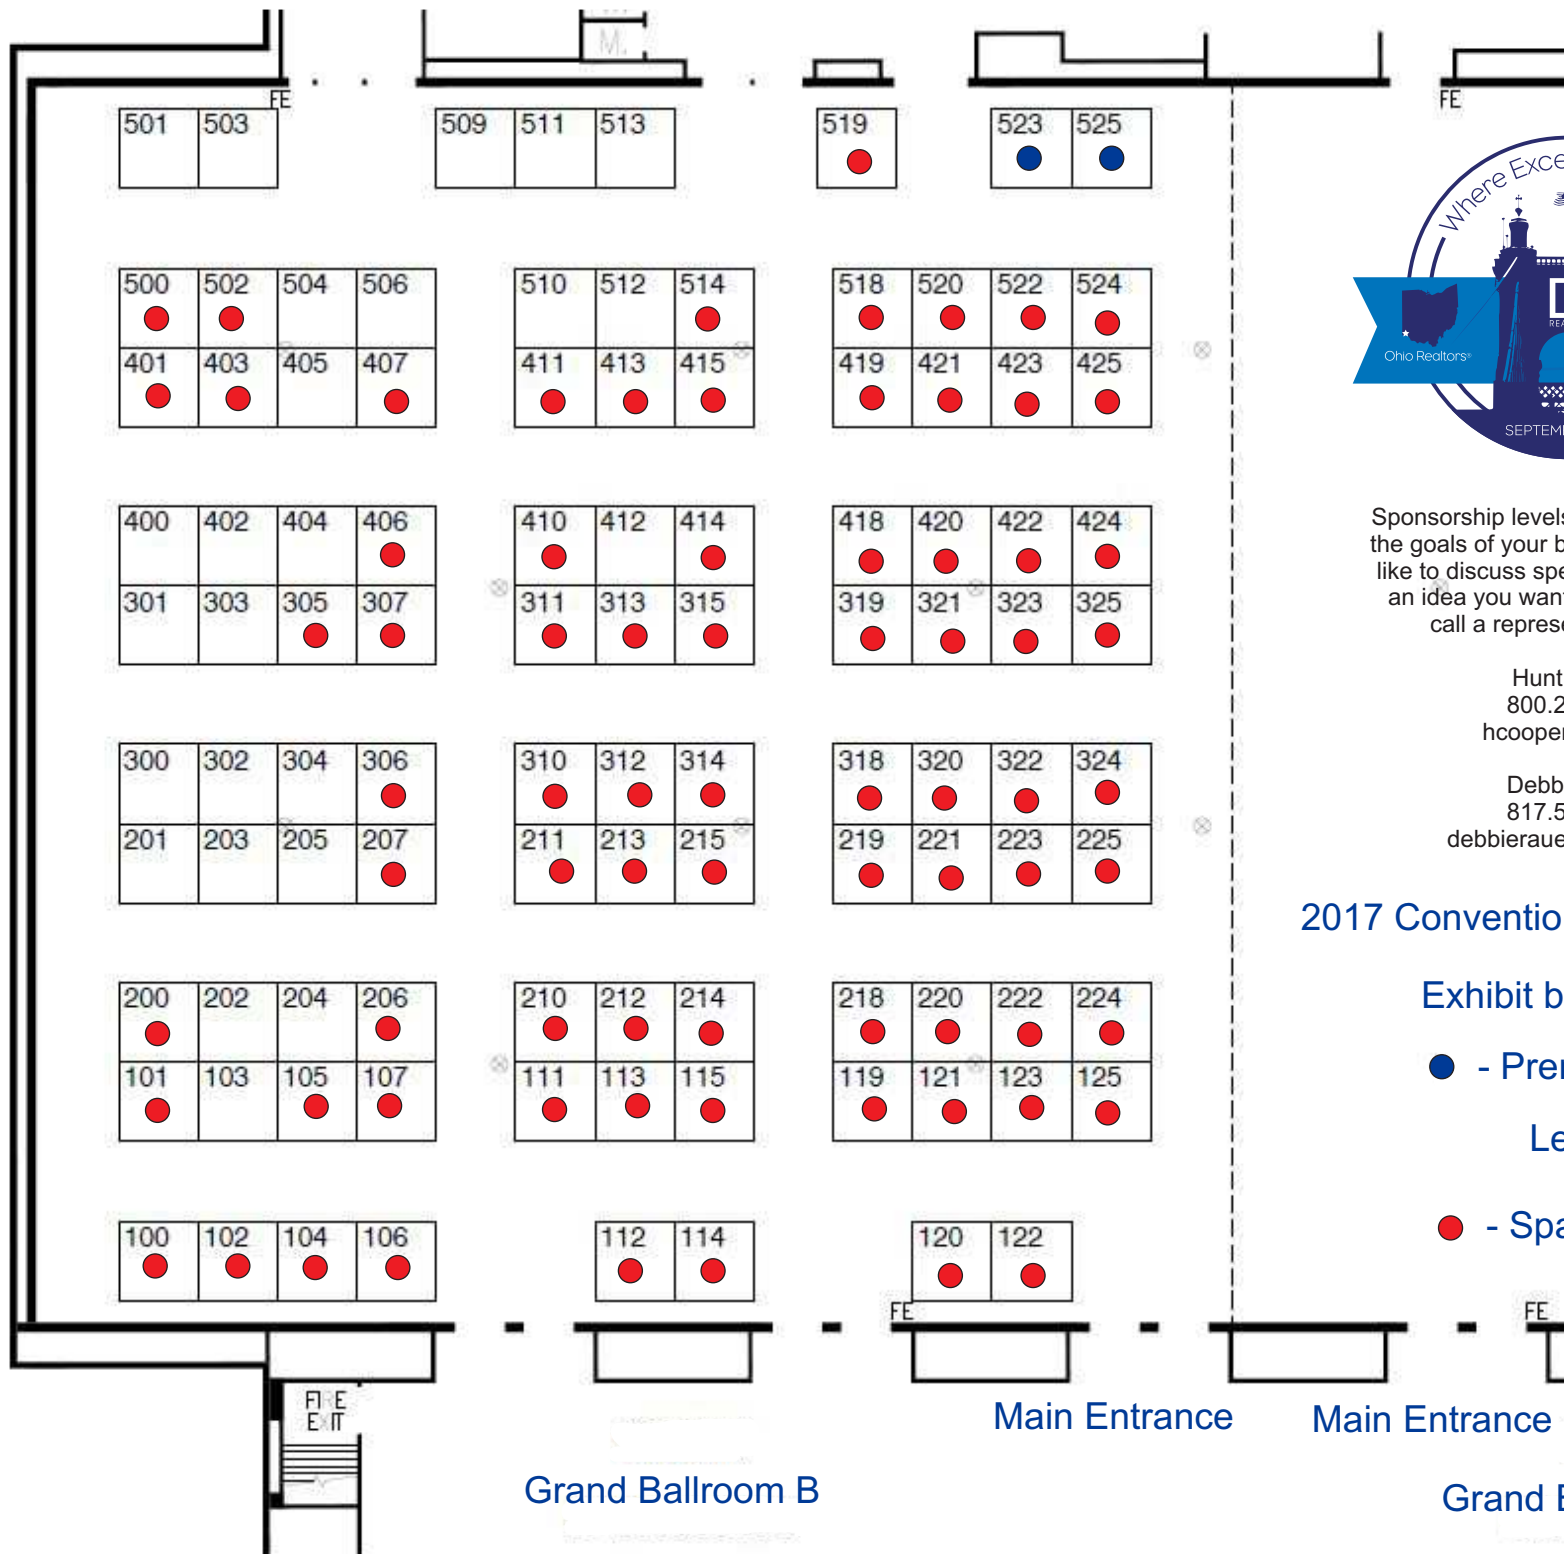 M.
FE
FE
501 503 509 511 513 519 523 525
Where Exce
500 502 504 506 510 512 514 518 520 522 524
401 403 405 407 411 413 415 419 421 423 425
Ohio Realtors®
SEPTEM
400 402 404 406 410 412 414 418 420 422 424
301 303 305 307 311 313 315 319 321 323 325
Sponsorship levels
the goals of your b
like to discuss spe
an idea you want
call a represe
Hunt
800.2
hcooper
Debb
817.5
debbieraue
300 302 304 306 310 312 314 318 320 322 324
201 203 205 207 211 213 215 219 221 223 225
2017 Conventio
Exhibit b
- Prem
Le
- Spa
200 202 204 206 210 212 214 218 220 222 224
101 103 105 107 111 113 115 119 121 123 125
100 102 104 106 112 114 120 122
FE
FE
FIRE
EXIT
Main Entrance
Main Entrance
Grand Ballroom B
Grand B